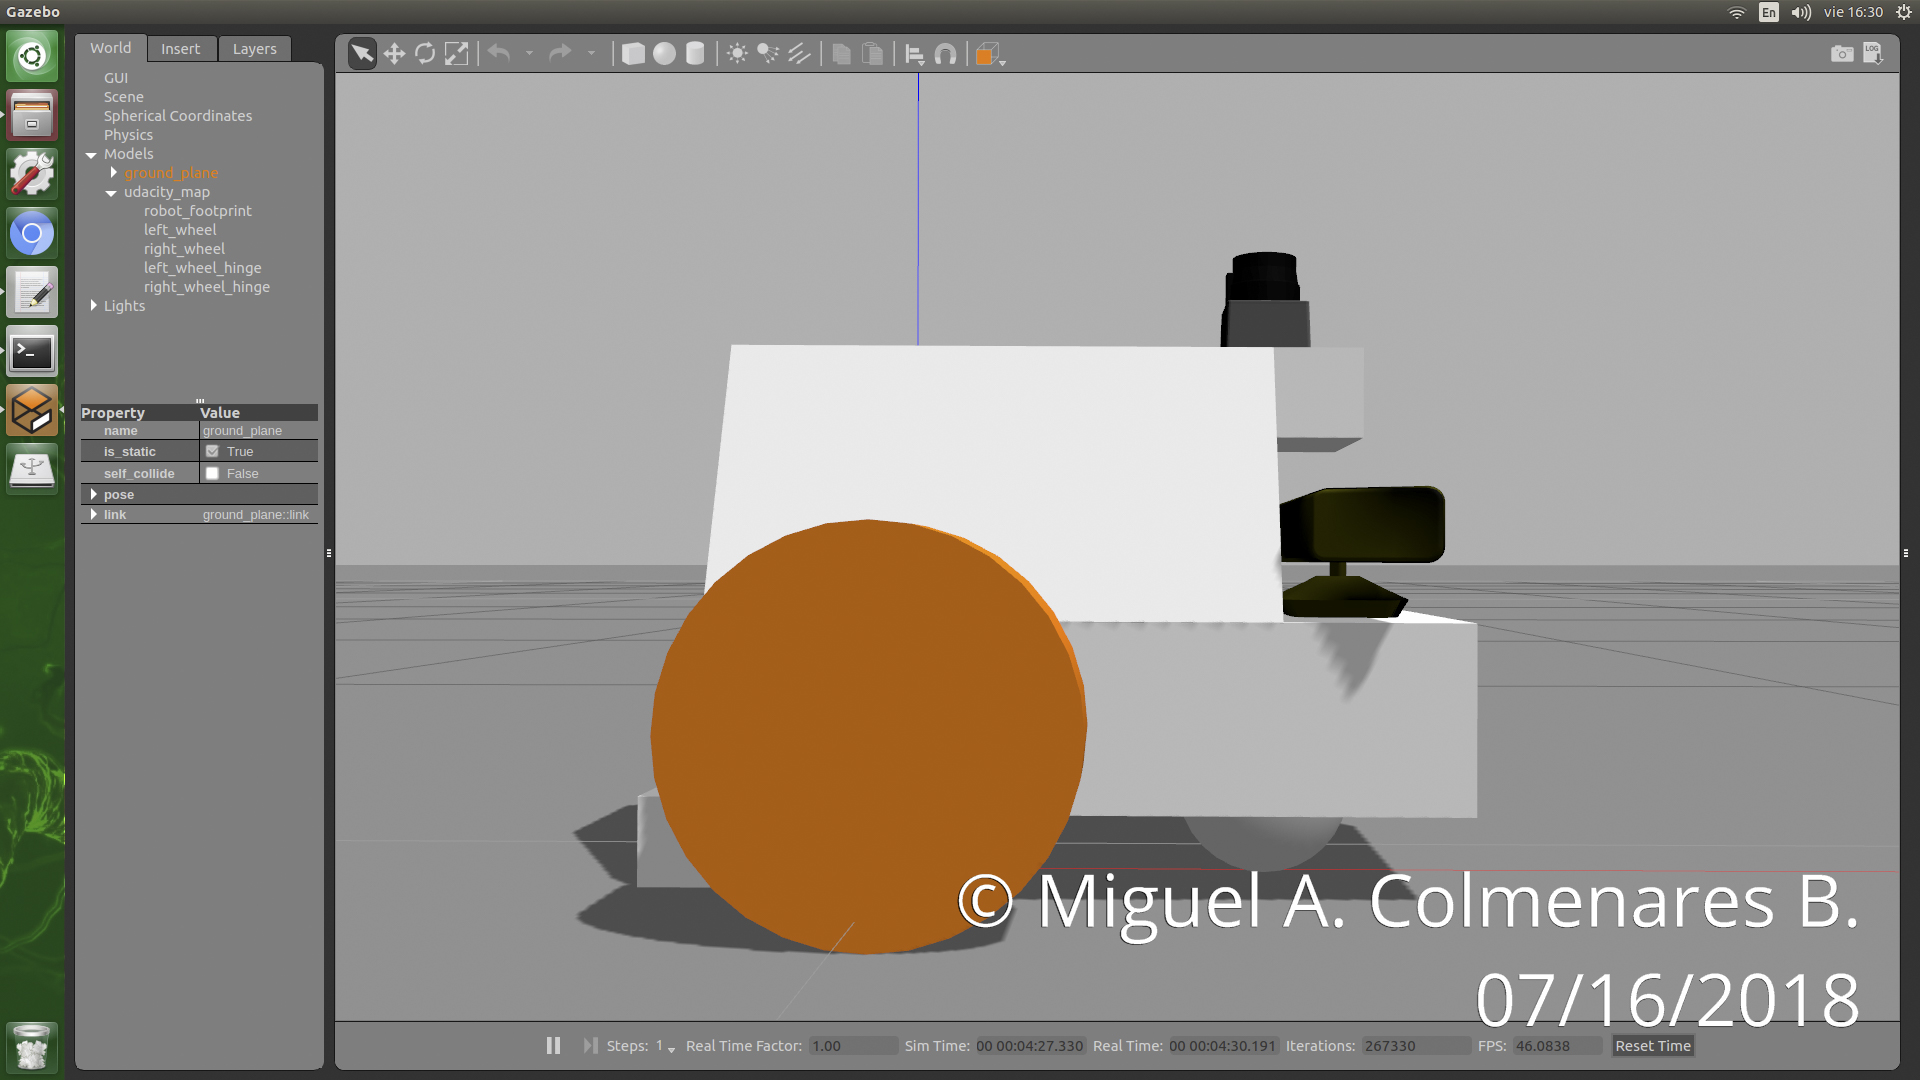 Gazebo
En
vie 16:30
World
Insert
Layers
GUI
Scene
Spherical Coordinates
Physics
Models
ground_plane
udacity_map
robot_footprint
left_wheel
right_wheel
left_wheel_hinge
right_wheel_hinge
Lights
Property Value
name ground_plane
is_static True
self_collide False
pose
link ground_plane::link
LOG
© Miguel A. Colmenares B.
07/16/2018
Steps: 1 Real Time Factor: 1.00 Sim Time: 00 00:04:27.330 Real Time: 00 00:04:30.191 Iterations: 267330 FPS: 46.0838 Reset Time